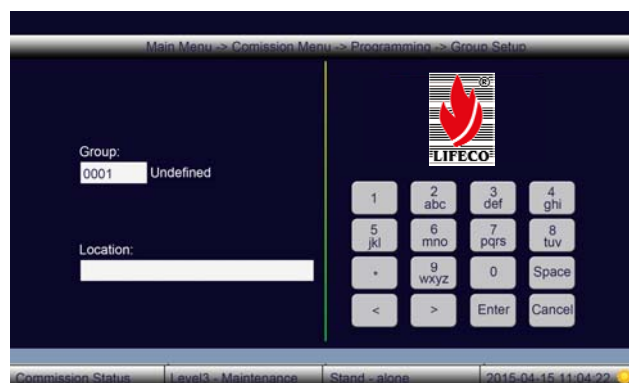 Main Menu -> Comission Menu -> Programming -> Group Setup
®
LIFECO
Group:
0001 Undefined
Location:
1 2 abc 3 def 4 ghi
5 jkl 6 mno 7 pqrs 8 tuv
* 9 wxyz 0 Space
< > Enter Cancel
Commission Status Level3 - Maintenance Stand - alone 2015-04-15 11:04:22